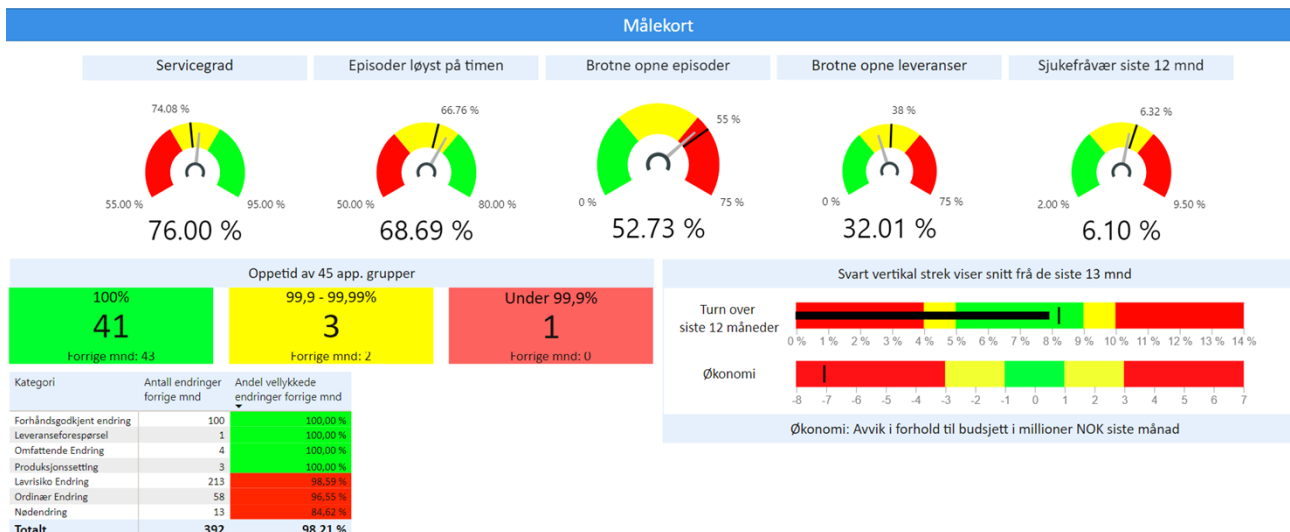 Målekort
Servicegrad
Episoder løyst på timen
Brotne opne episoder
Brotne opne leveranser
Sjukefråvær siste 12 mnd
74.08 %
55.00 %
95.00 %
76.00 %
66.76 %
50.00 %
80.00 %
68.69 %
55 %
0 %
75 %
52.73 %
38 %
0 %
75 %
32.01 %
6.32 %
2.00 %
9.50 %
6.10 %
Oppetid av 45 app. grupper
100%
41
Forrige mnd: 43
99,9 - 99,99%
3
Forrige mnd: 2
Under 99,9%
1
Forrige mnd: 0
Kategori Antall endringer Andel vellykkede
forrige mnd endringer forrige mnd
Forhåndsgodkjent endring 100 100,00 %
Leveranseforespørsel 1 100,00 %
Omfattende Endring 4 100,00 %
Produksjonssetting 3 100,00 %
Lavrisiko Endring 213 98,59 %
Ordinær Endring 58 96,55 %
Nødendring 13 84,62 %
Totalt 392 98,21 %
Svart vertikal strek viser snitt frå de siste 13 mnd
Turn over
siste 12 måneder
0 % 1 % 2 % 3 % 4 % 5 % 6 % 7 % 8 % 9 % 10 % 11 % 12 % 13 % 14 %
Økonomi
-8 -7 -6 -5 -4 -3 -2 -1 0 1 2 3 4 5 6 7
Økonomi: Avvik i forhold til budsjett i millioner NOK siste månad